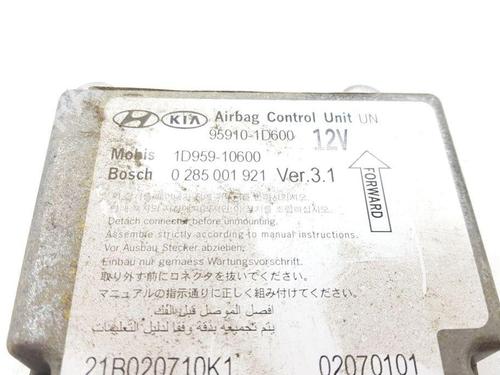 KIA Airbag Control Unit UN
95910-1D600 12V
Mobis 1D959-10600
Bosch 0 285 001 921 Ver.3.1
FORWARD
Detach connector before unmounting.
Assemble strictly according to manual instructions.
Vor Ausbau Stecker abziehen.
Einbau nur gemaess Wartungsvorschrift.
取り外す前にコネクタを抜いてください。
マニュアルの指示通りに正しく組み付けてください。
افصل الموصل قبل الفك
يتم تجميعه بدقة وفقا لدليل التعليمات
21B020710K1 02070101